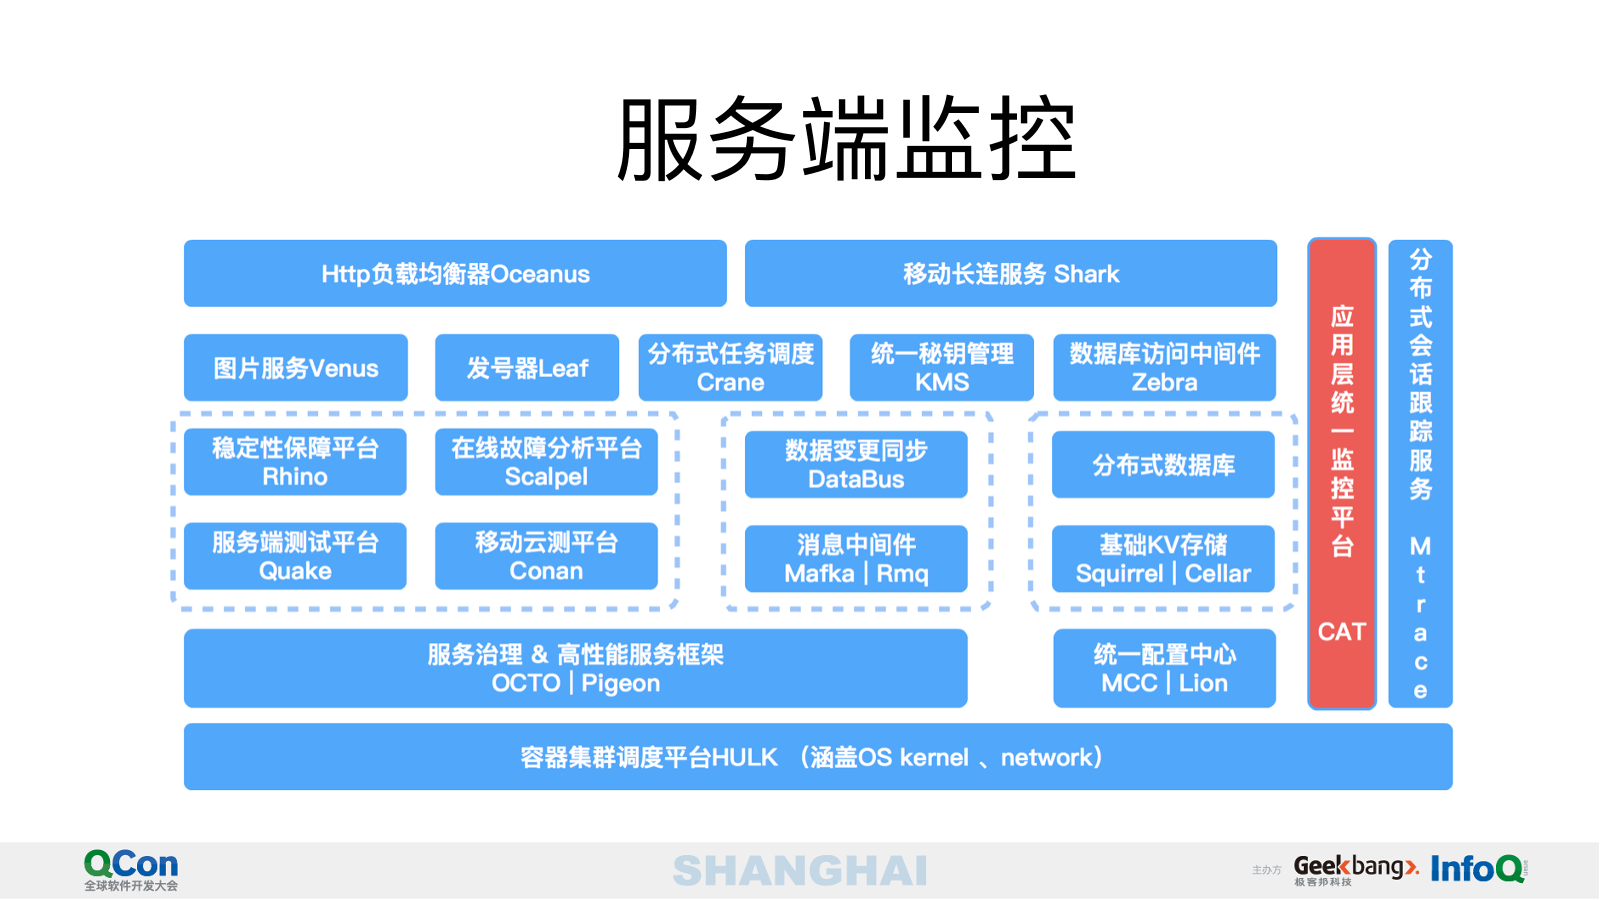 服务端监控
Http负载均衡器Oceanus
移动长连服务 Shark
图片服务Venus
发号器Leaf
分布式任务调度
Crane
统一秘钥管理
KMS
数据库访问中间件
Zebra
稳定性保障平台
Rhino
在线故障分析平台
Scalpel
数据变更同步
DataBus
分布式数据库
服务端测试平台
Quake
移动云测平台
Conan
消息中间件
Mafka | Rmq
基础KV存储
Squirrel | Cellar
服务治理 & 高性能服务框架
OCTO | Pigeon
统一配置中心
MCC | Lion
应用层统一监控平台
CAT
分布式会话跟踪服务
Mtrace
容器集群调度平台HULK （涵盖OS kernel 、network）
QCon
全球软件开发大会
SHANGHAI
主办方
Geekbang
极客邦科技
InfoQ